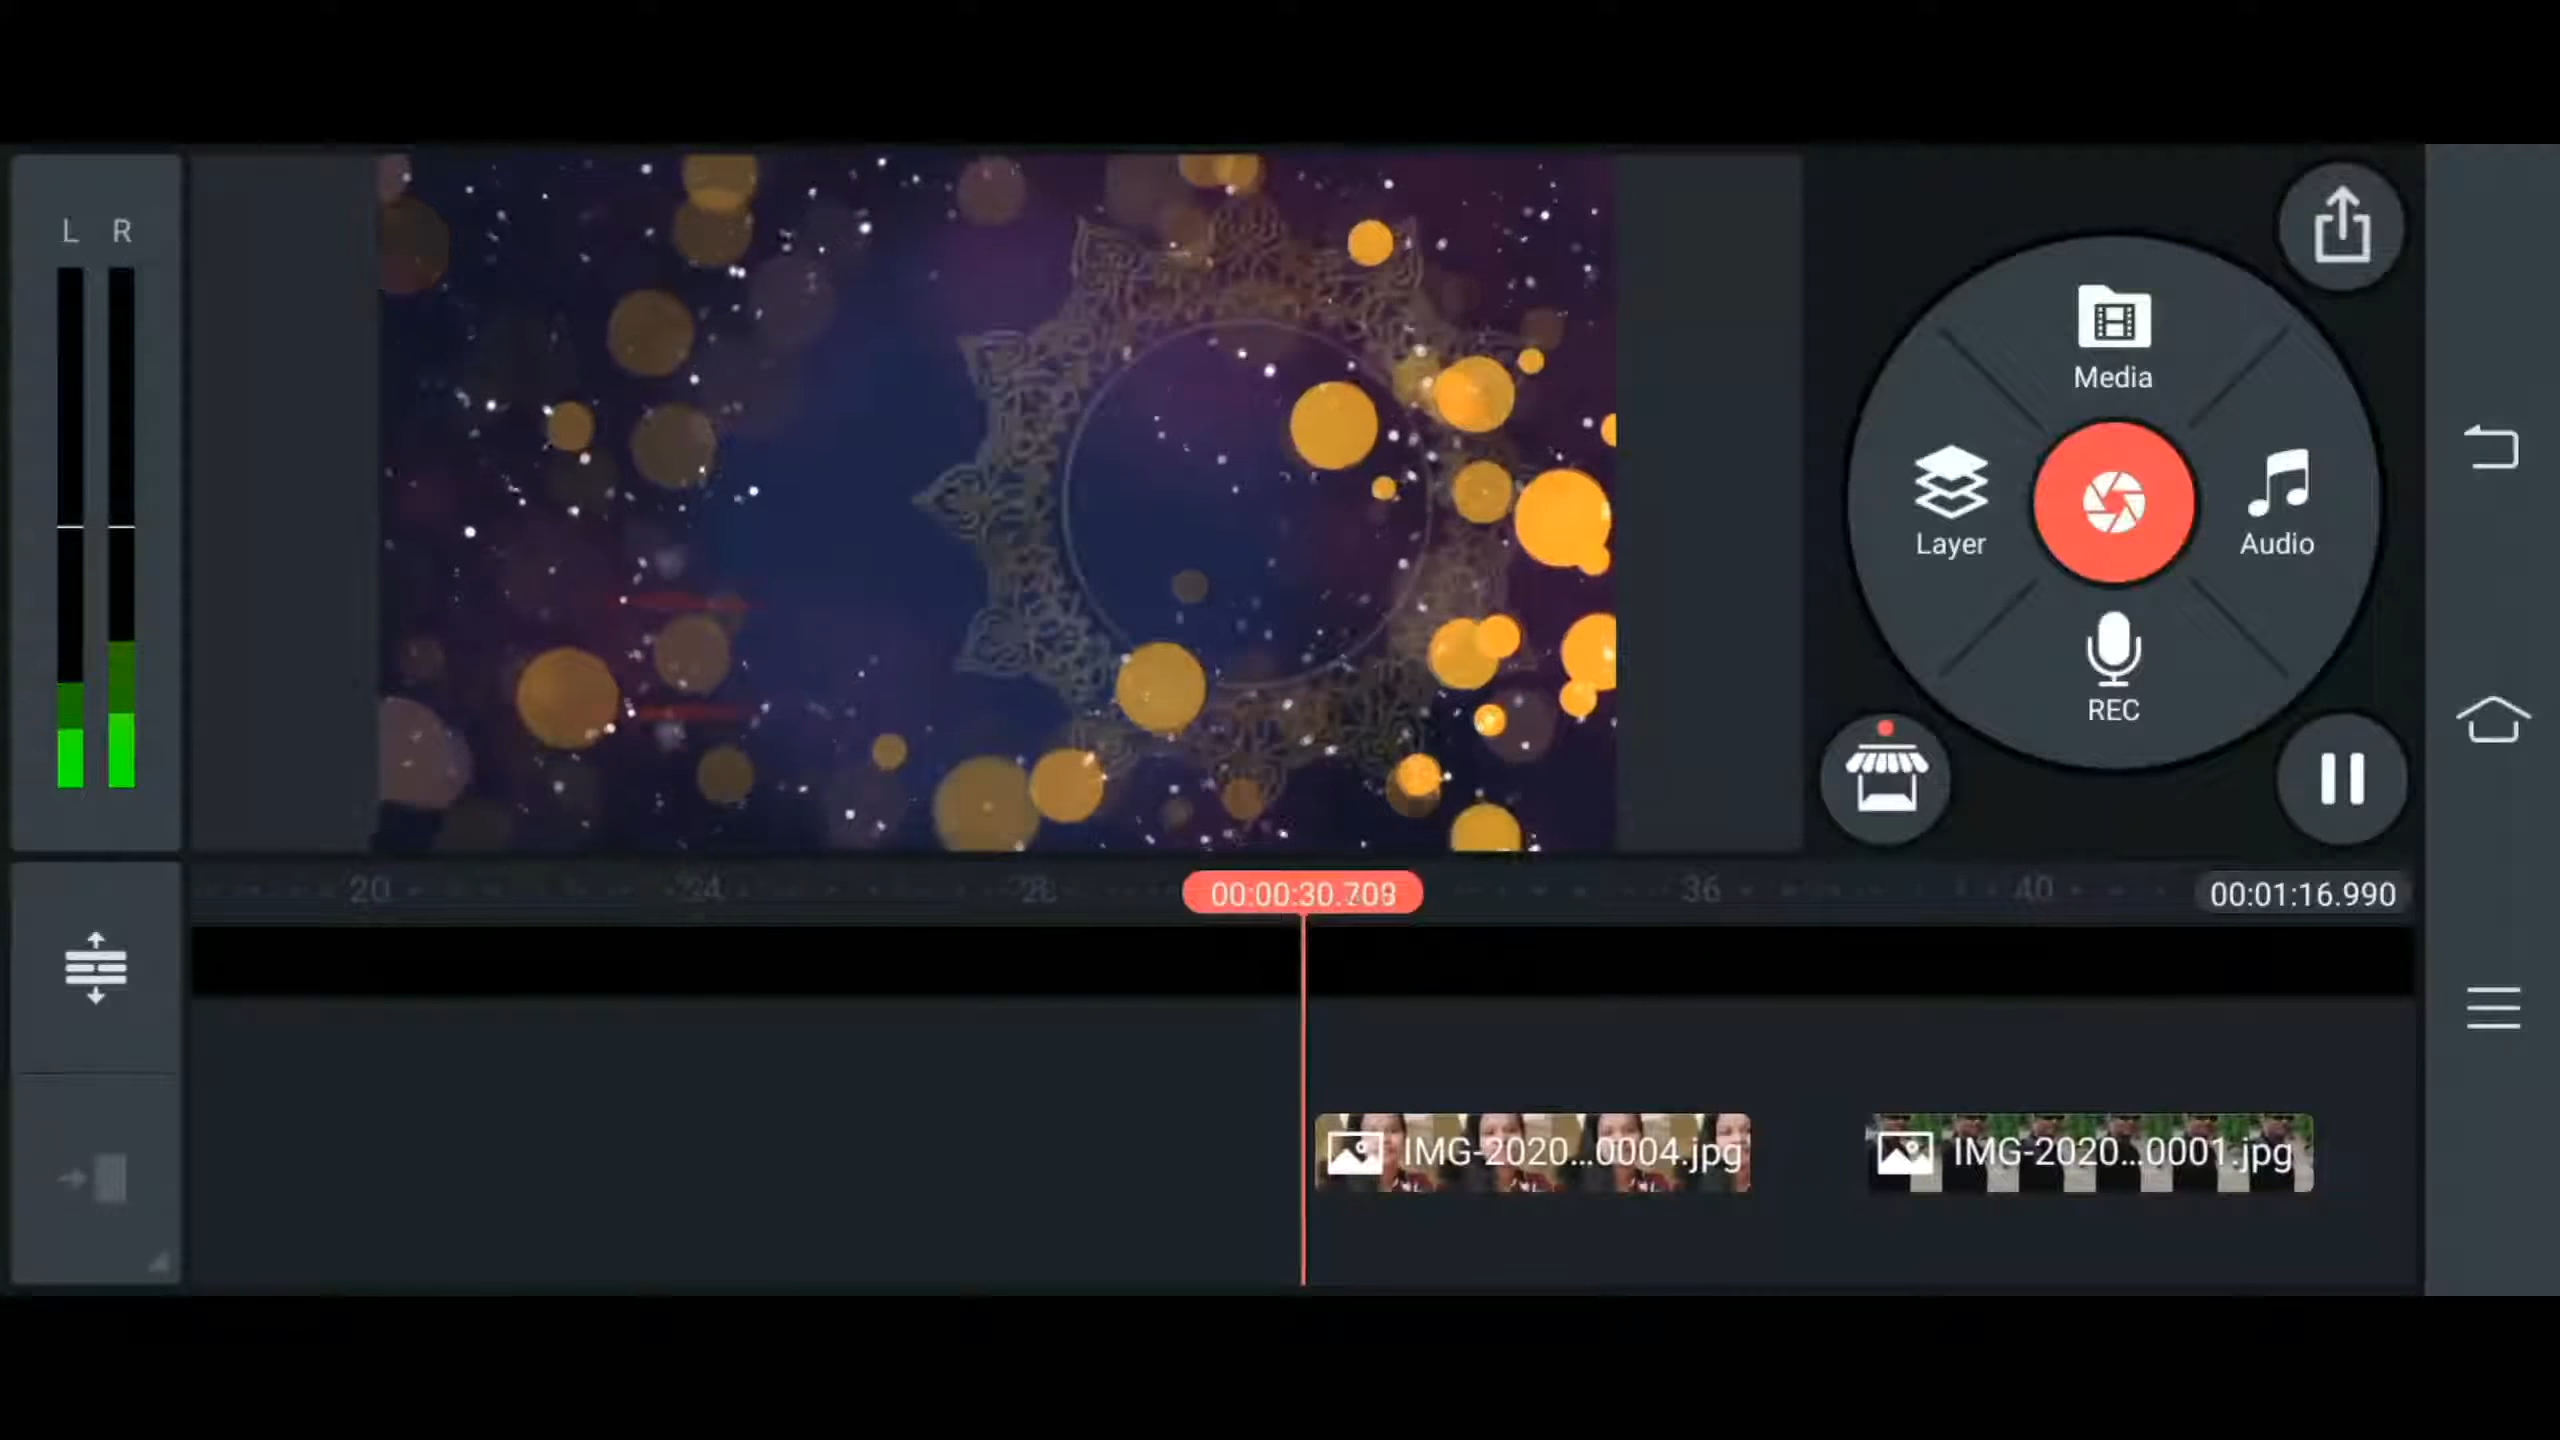 L R
Media
Layer
Audio
REC
20
24
28
00:00:30.708
36
40
00:01:16.990
IMG-2020...0004.jpg
IMG-2020...0001.jpg